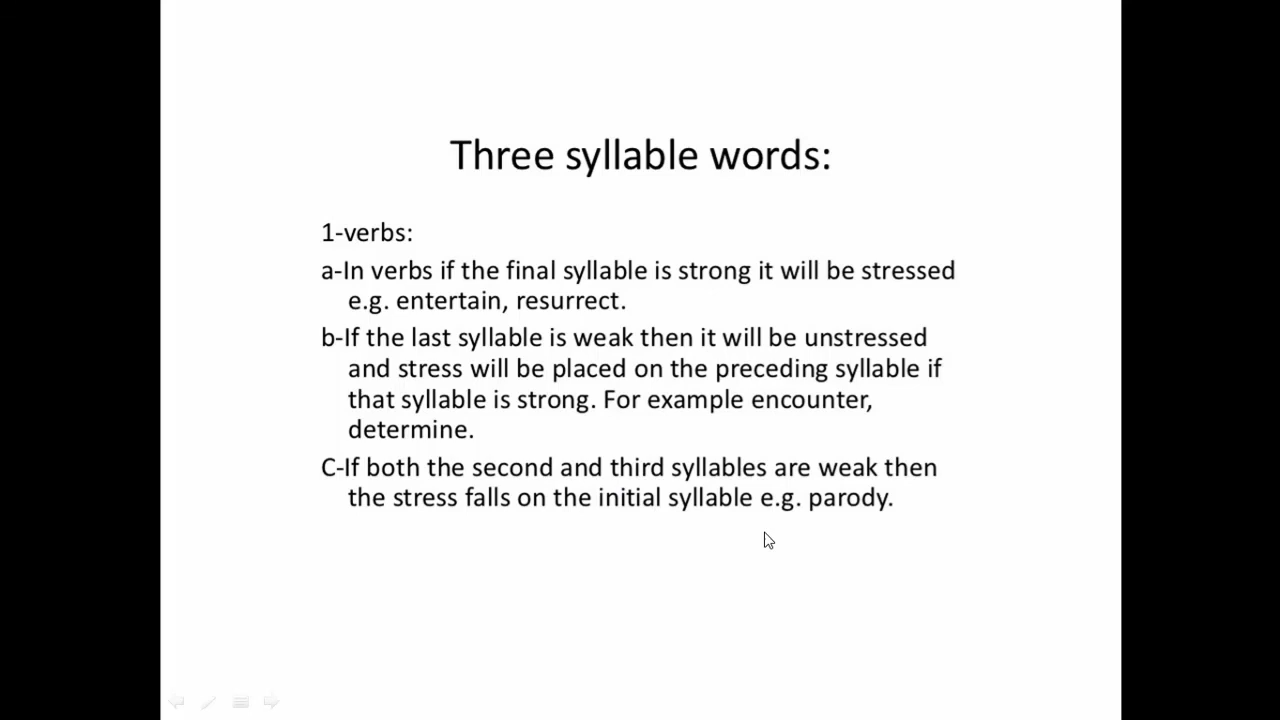 Three syllable words:
1-verbs:
a-In verbs if the final syllable is strong it will be stressed
e.g. entertain, resurrect.
b-If the last syllable is weak then it will be unstressed
and stress will be placed on the preceding syllable if
that syllable is strong. For example encounter,
determine.
C-If both the second and third syllables are weak then
the stress falls on the initial syllable e.g. parody.